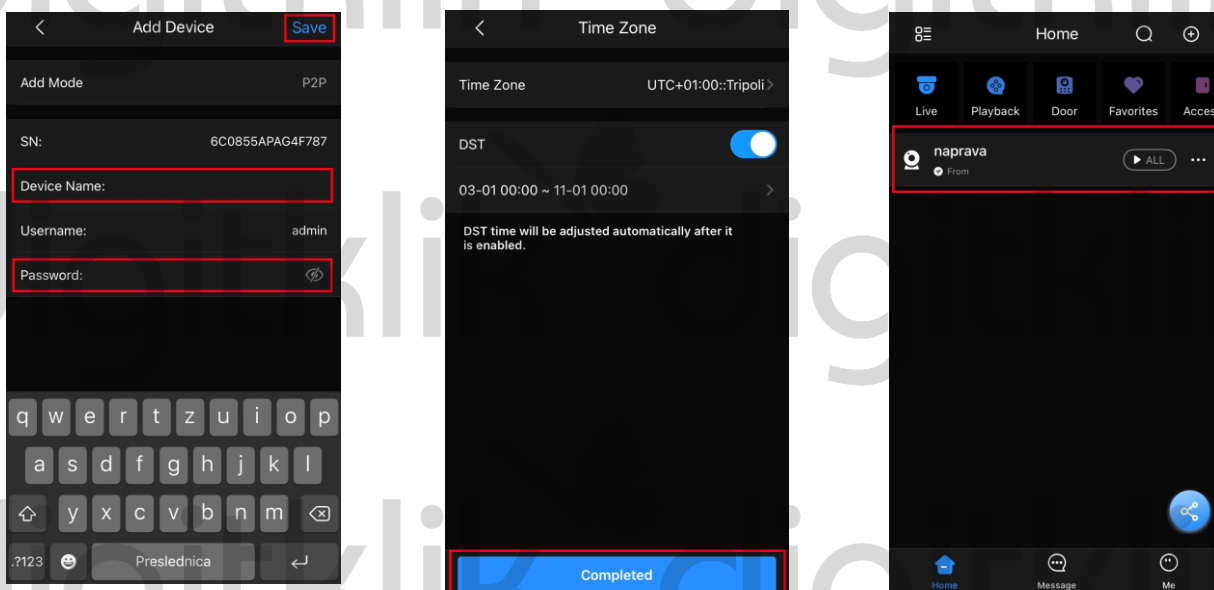 Add Device
Save
Add Mode
P2P
SN:
6C0855APAG4F787
Device Name:
Username:
admin
Password:
q w e r t z u i o p
a s d f g h j k l
y x c v b n m
.?123
Preslednica
Time Zone
Time Zone
UTC+01:00::Tripoli
DST
03-01 00:00 ~ 11-01 00:00
DST time will be adjusted automatically after it
is enabled.
Completed
Home
Live
Playback
Door
Favorites
Acces
naprava
From
ALL
Home
Message
Me
digitklik